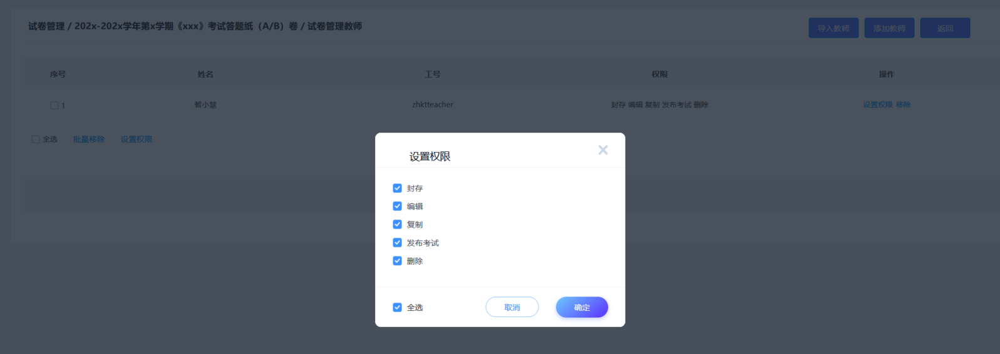 试卷管理 / 202x-202x学年第x学期《xxx》考试答题纸（A/B）卷 / 试卷管理教师
导入教师 添加教师 返回
序号 姓名 工号 权限 操作
1 智小慧 zhktteacher 封存 编辑 复制 发布考试 删除 设置权限 移除
全选 批量移除 设置权限
设置权限
封存
编辑
复制
发布考试
删除
全选 取消 确定